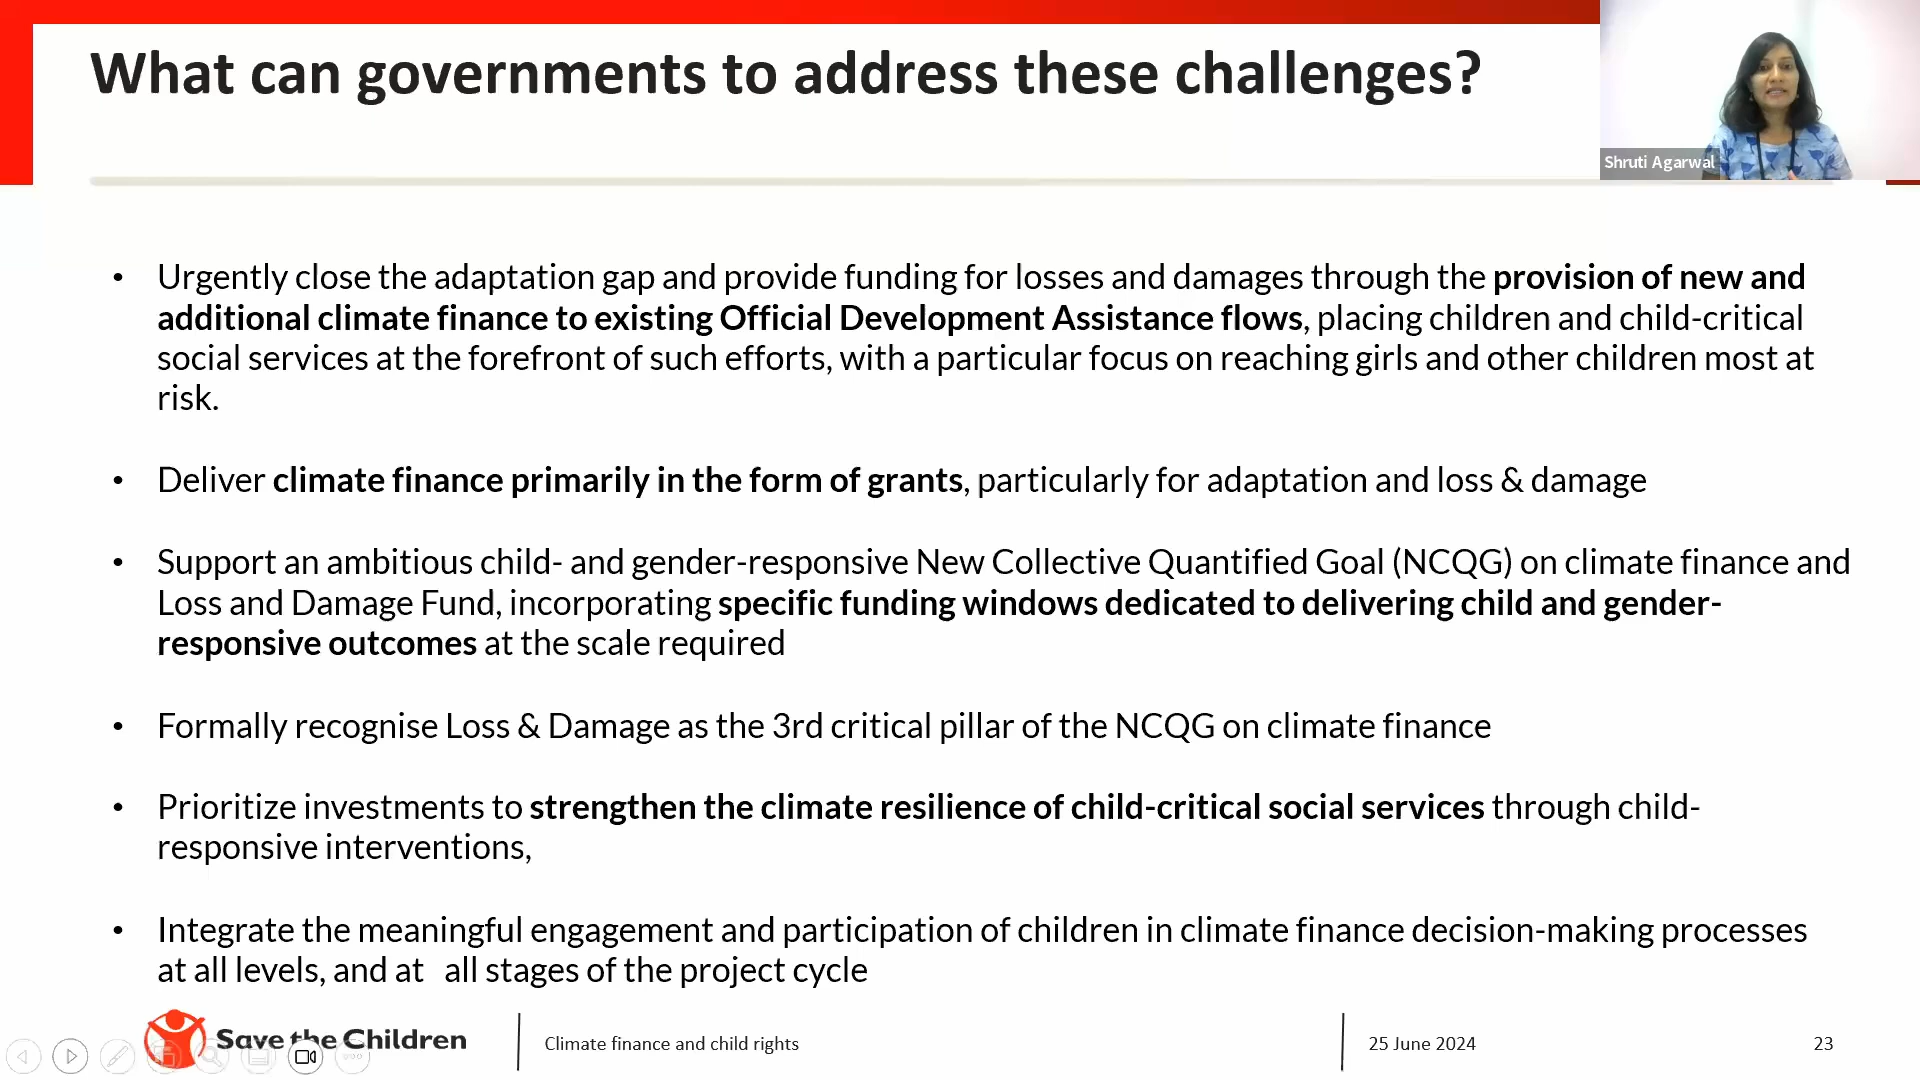 What can governments to address these challenges?
Shruti Agarwal
• Urgently close the adaptation gap and provide funding for losses and damages through the provision of new and
additional climate finance to existing Official Development Assistance flows, placing children and child-critical
social services at the forefront of such efforts, with a particular focus on reaching girls and other children most at
risk.
• Deliver climate finance primarily in the form of grants, particularly for adaptation and loss & damage
• Support an ambitious child- and gender-responsive New Collective Quantified Goal (NCQG) on climate finance and
Loss and Damage Fund, incorporating specific funding windows dedicated to delivering child and gender-
responsive outcomes at the scale required
• Formally recognise Loss & Damage as the 3rd critical pillar of the NCQG on climate finance
• Prioritize investments to strengthen the climate resilience of child-critical social services through child-
responsive interventions,
• Integrate the meaningful engagement and participation of children in climate finance decision-making processes
at all levels, and at all stages of the project cycle
Save the Children
Climate finance and child rights
25 June 2024
23